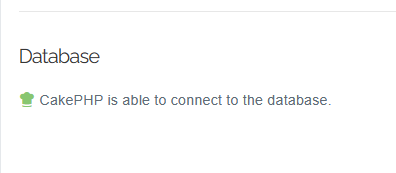 Database
CakePHP is able to connect to the database.